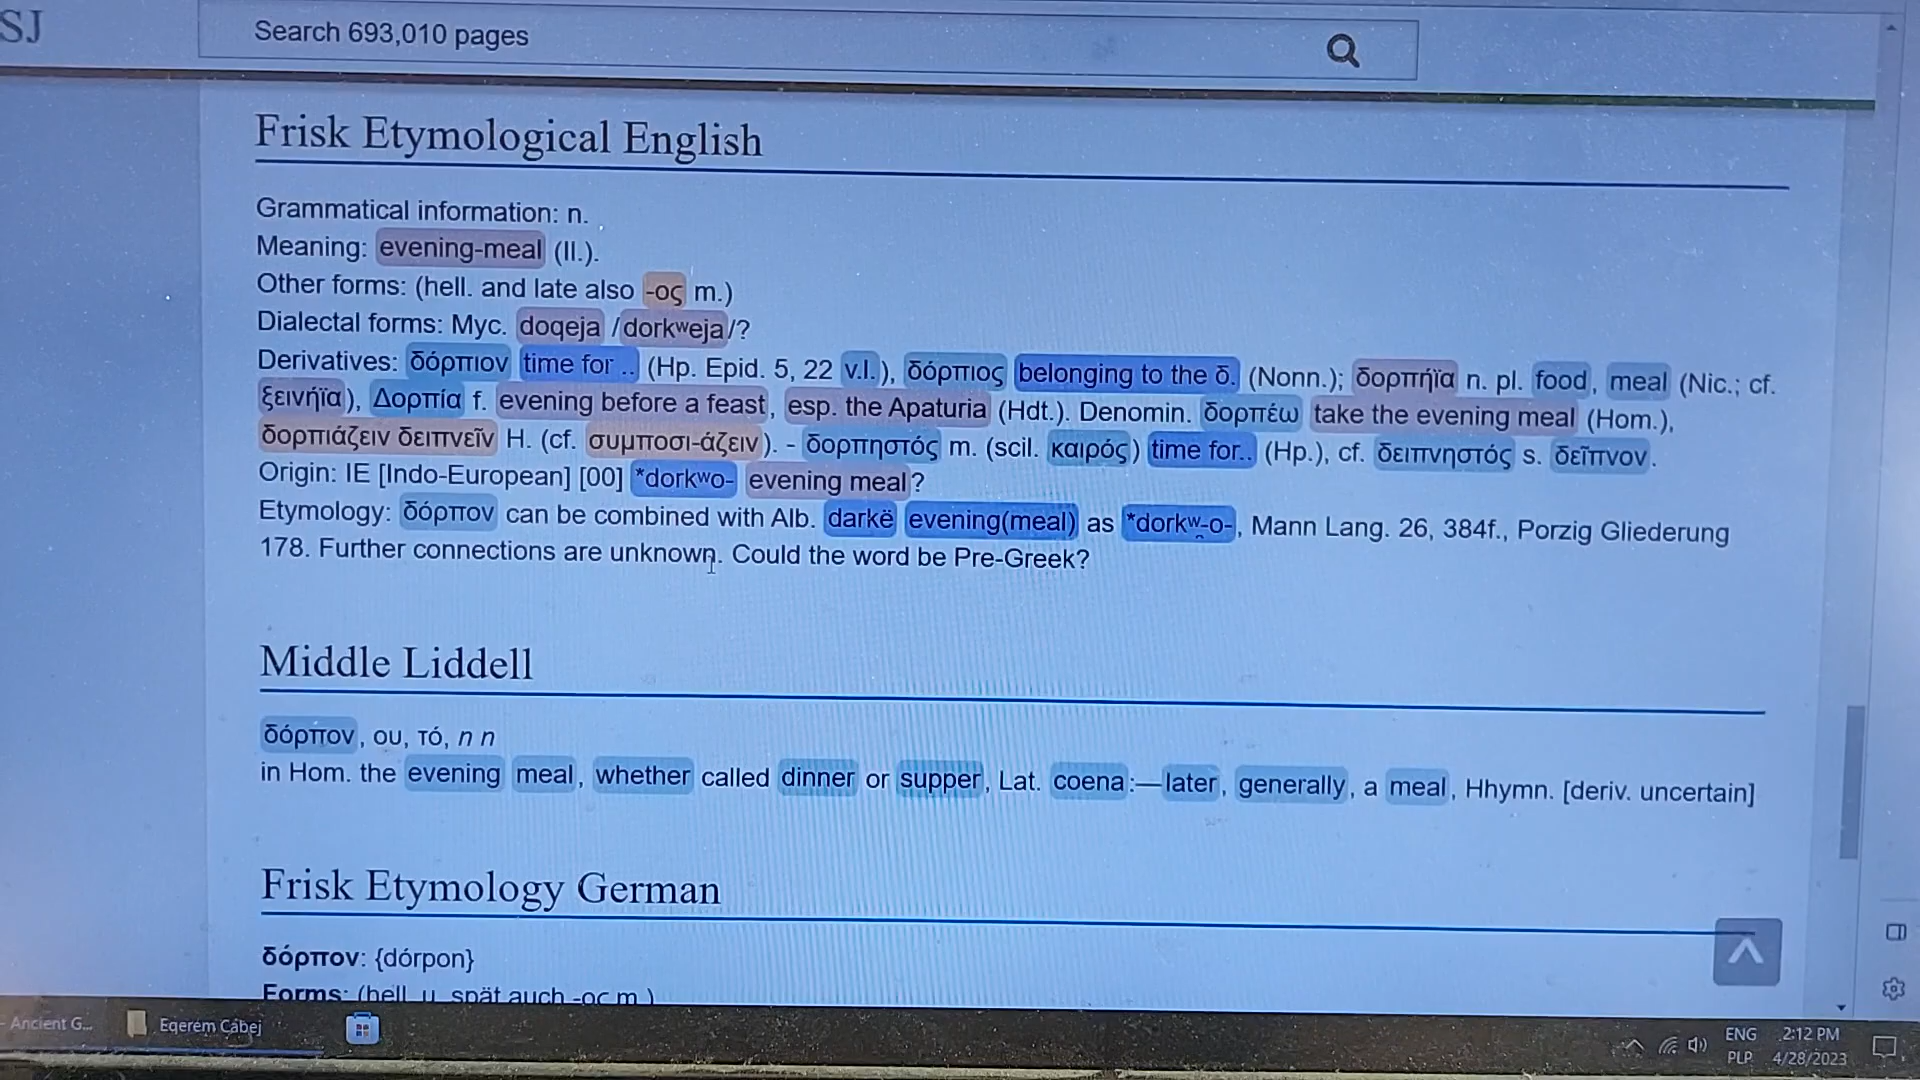 SJ
Search 693,010 pages
Frisk Etymological English
Grammatical information: n.
Meaning: evening-meal (Il.).
Other forms: (hell. and late also -ος m.)
Dialectal forms: Myc. doqeja /dorkʷeja/?
Derivatives: δόρπιον time for .. (Hp. Epid. 5, 22 v.l.), δόρπιος belonging to the δ. (Nonn.); δορπήϊα n. pl. food, meal (Nic.; cf.
ξεινήϊα), Δορπία f. evening before a feast, esp. the Apaturia (Hdt.). Denomin. δορπέω take the evening meal (Hom.),
δορπιάζειν δειπνεῖν H. (cf. συμποσι-άζειν). - δορπηστός m. (scil. καιρός) time for.. (Hp.), cf. δειπνηστός s. δεῖπνον.
Origin: IE [Indo-European] [00] *dorkʷo- evening meal?
Etymology: δόρπον can be combined with Alb. darkë evening(meal) as *dorkʷ̯-o-, Mann Lang. 26, 384f., Porzig Gliederung
178. Further connections are unknown. Could the word be Pre-Greek?
Middle Liddell
δόρπον, ου, τό, n n
in Hom. the evening meal, whether called dinner or supper, Lat. coena:—later, generally, a meal, Hhymn. [deriv. uncertain]
Frisk Etymology German
δόρπον: {dórpon}
Forms: (hell. u. spät auch -ος m.)
- Ancient G...
Eqerem Cabej
ENG
2:12 PM
PLP
4/28/2023